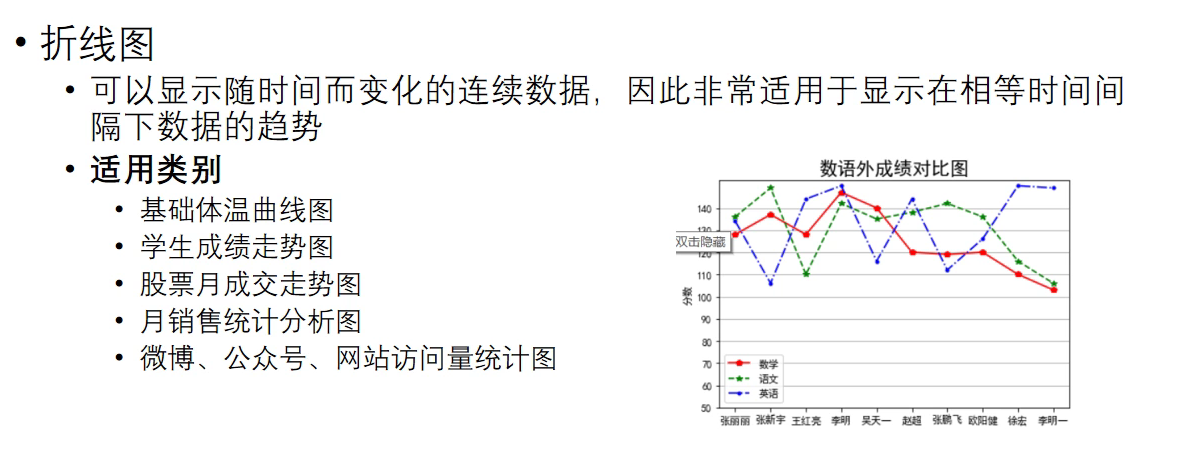 • 折线图
• 可以显示随时间而变化的连续数据，因此非常适用于显示在相等时间间
隔下数据的趋势
• 适用类别
• 基础体温曲线图
• 学生成绩走势图
• 股票月成交走势图
• 月销售统计分析图
• 微博、公众号、网站访问量统计图
数语外成绩对比图
140
130
双击隐藏
120
110
100
90
80
70
60
50
分数
数学
语文
英语
张丽丽 张新宇 王红亮 李明 吴天一 赵超 张鹏飞 欧阳健 徐宏 李明一